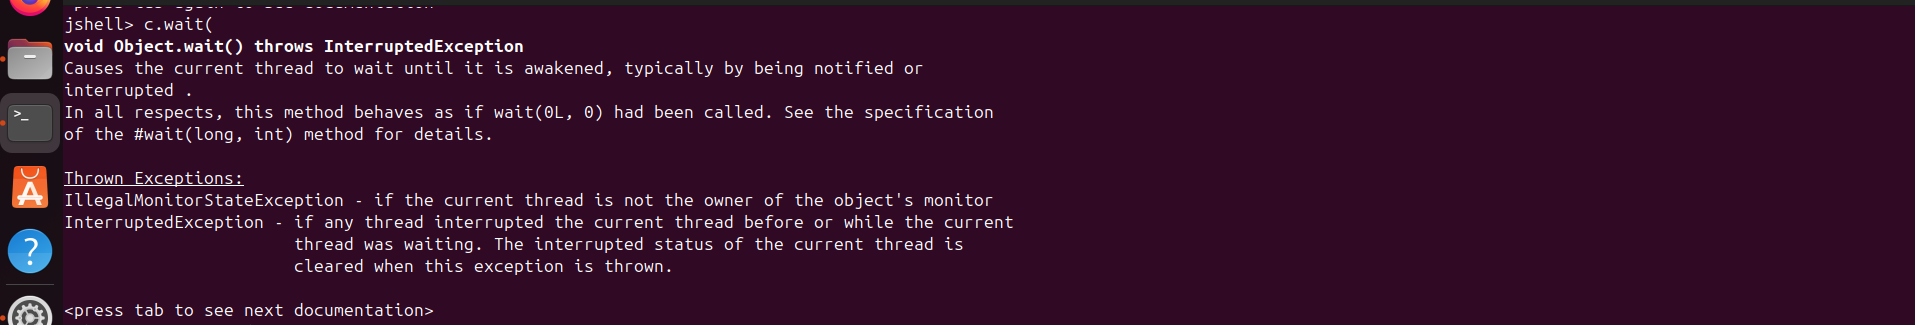 jshell> c.wait(
void Object.wait() throws InterruptedException
Causes the current thread to wait until it is awakened, typically by being notified or
interrupted .
In all respects, this method behaves as if wait(0L, 0) had been called. See the specification
of the #wait(long, int) method for details.
Thrown Exceptions:
IllegalMonitorStateException - if the current thread is not the owner of the object's monitor
InterruptedException - if any thread interrupted the current thread before or while the current
thread was waiting. The interrupted status of the current thread is
cleared when this exception is thrown.
<press tab to see next documentation>